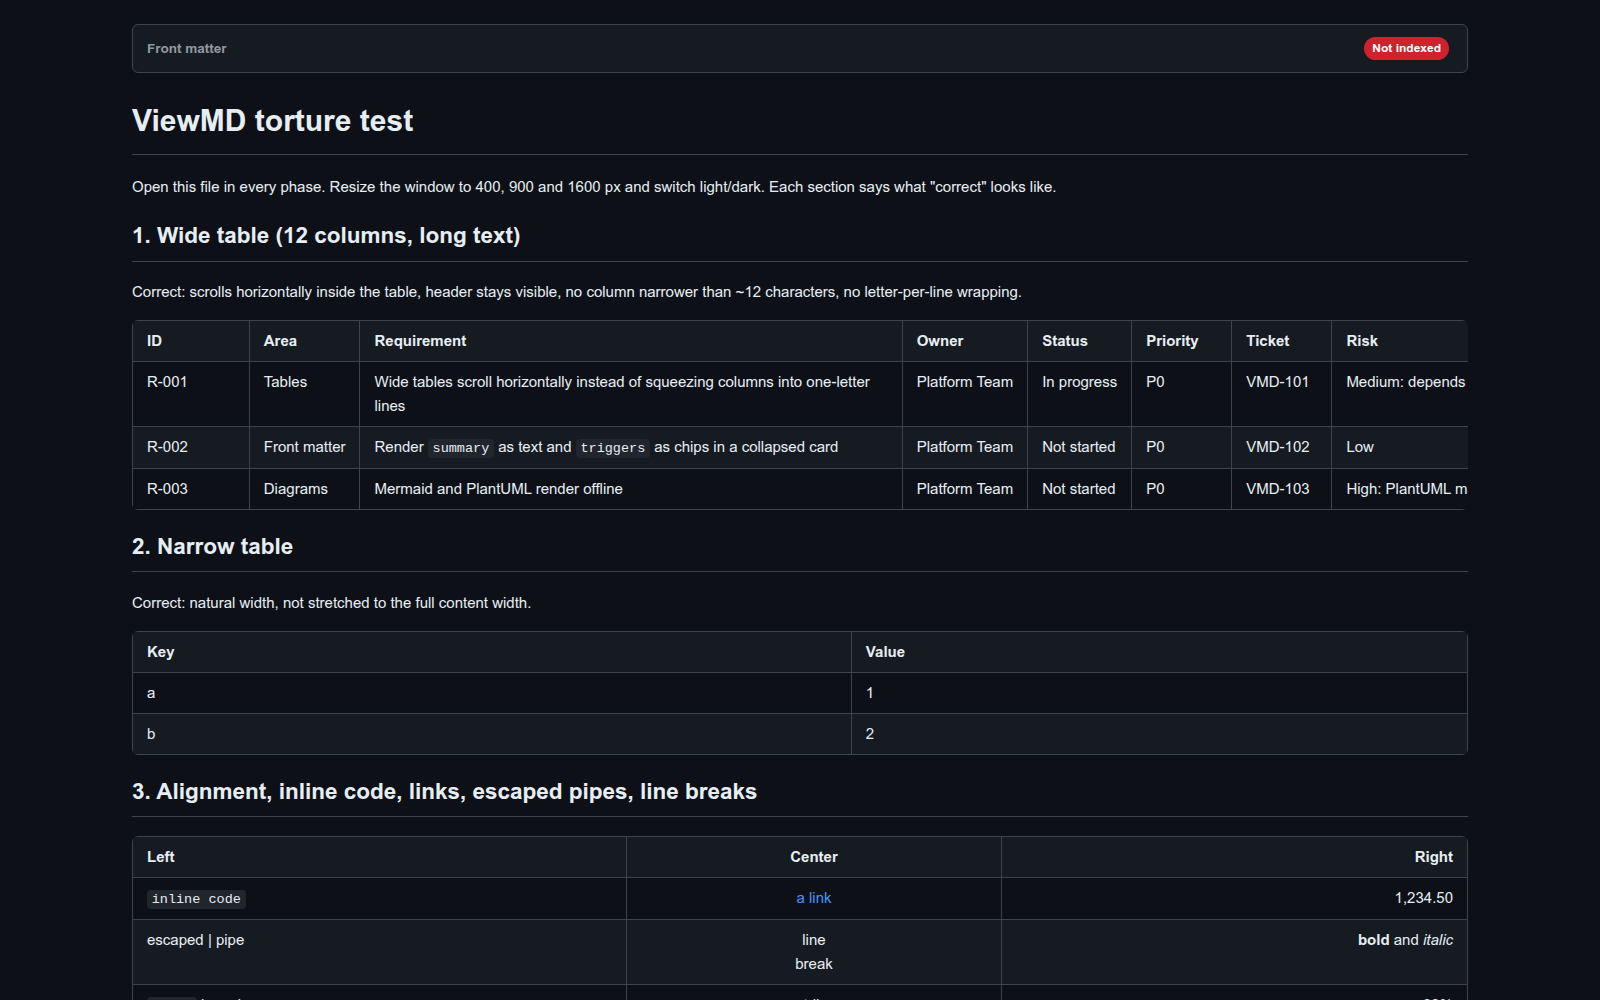 Front matter Not indexed
ViewMD torture test
Open this file in every phase. Resize the window to 400, 900 and 1600 px and switch light/dark. Each section says what "correct" looks like.
1. Wide table (12 columns, long text)
Correct: scrolls horizontally inside the table, header stays visible, no column narrower than ~12 characters, no letter-per-line wrapping.
ID Area Requirement Owner Status Priority Ticket Risk
R-001 Tables Wide tables scroll horizontally instead of squeezing columns into one-letter Platform Team In progress P0 VMD-101 Medium: depends
lines
R-002 Front matter Render summary as text and triggers as chips in a collapsed card Platform Team Not started P0 VMD-102 Low
R-003 Diagrams Mermaid and PlantUML render offline Platform Team Not started P0 VMD-103 High: PlantUML m
2. Narrow table
Correct: natural width, not stretched to the full content width.
Key Value
a 1
b 2
3. Alignment, inline code, links, escaped pipes, line breaks
Left Center Right
inline code a link 1,234.50
escaped | pipe line bold and italic
break